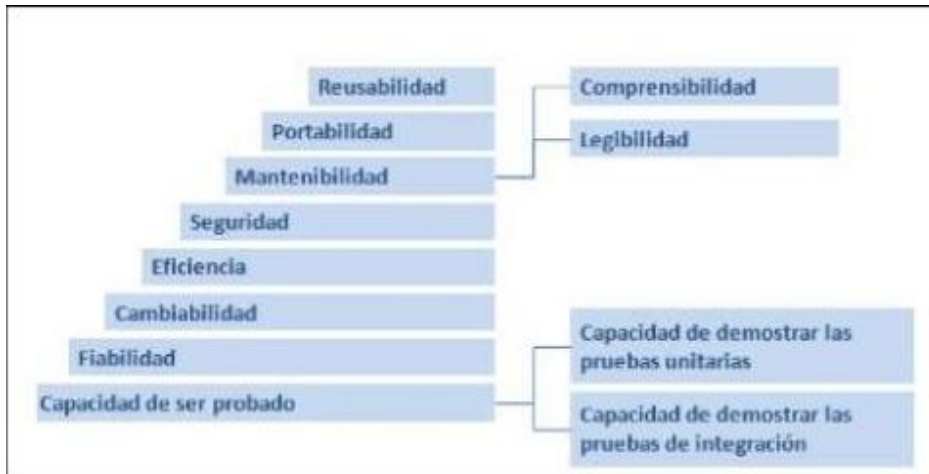 Reusabilidad
Portabilidad
Mantenibilidad
Seguridad
Eficiencia
Cambiabilidad
Fiabilidad
Capacidad de ser probado
Comprensibilidad
Legibilidad
Capacidad de demostrar las
pruebas unitarias
Capacidad de demostrar las
pruebas de integración